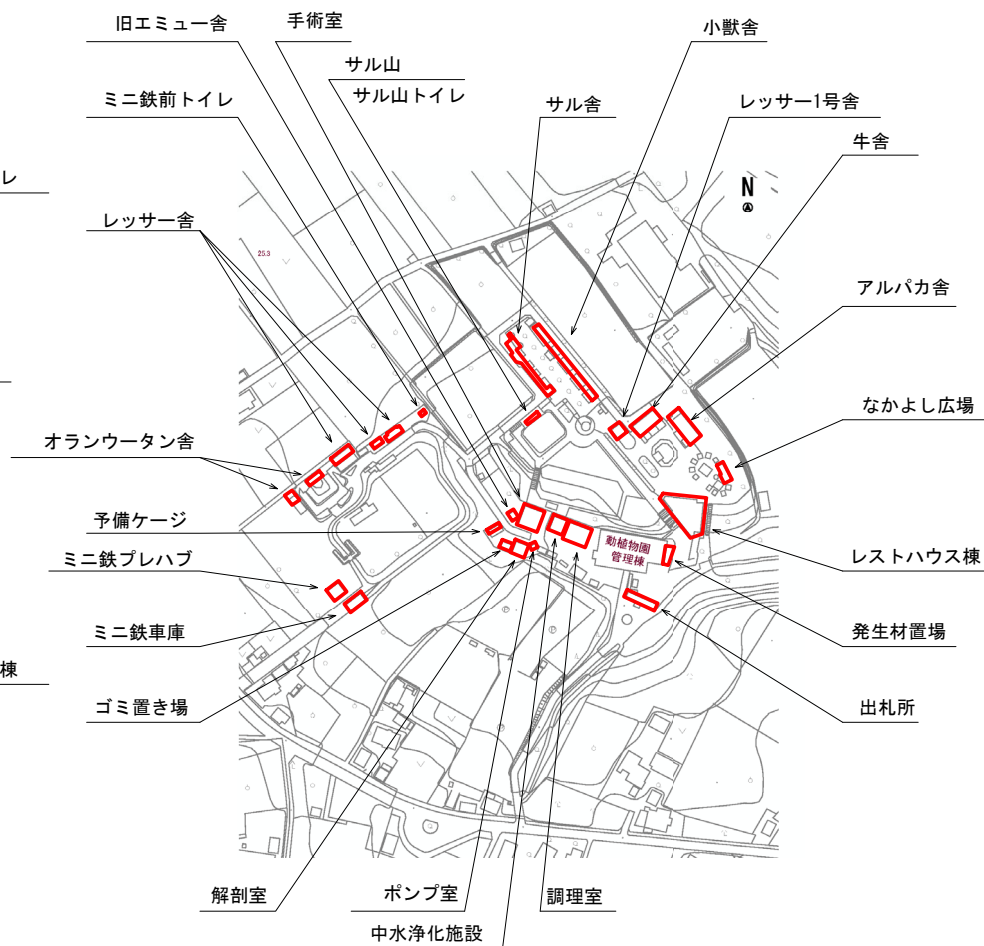 旧エミュー舎
手術室
小獣舎
サル山
サル山トイレ
ミニ鉄前トイレ
サル舎
レッサー1号舎
牛舎
レ
N
レッサー舎
25.3
アルパカ舎
なかよし広場
オランウータン舎
予備ケージ
動植物園
管理棟
ミニ鉄プレハブ
レストハウス棟
ミニ鉄車庫
発生材置場
棟
ゴミ置き場
出札所
解剖室
ポンプ室
調理室
中水浄化施設